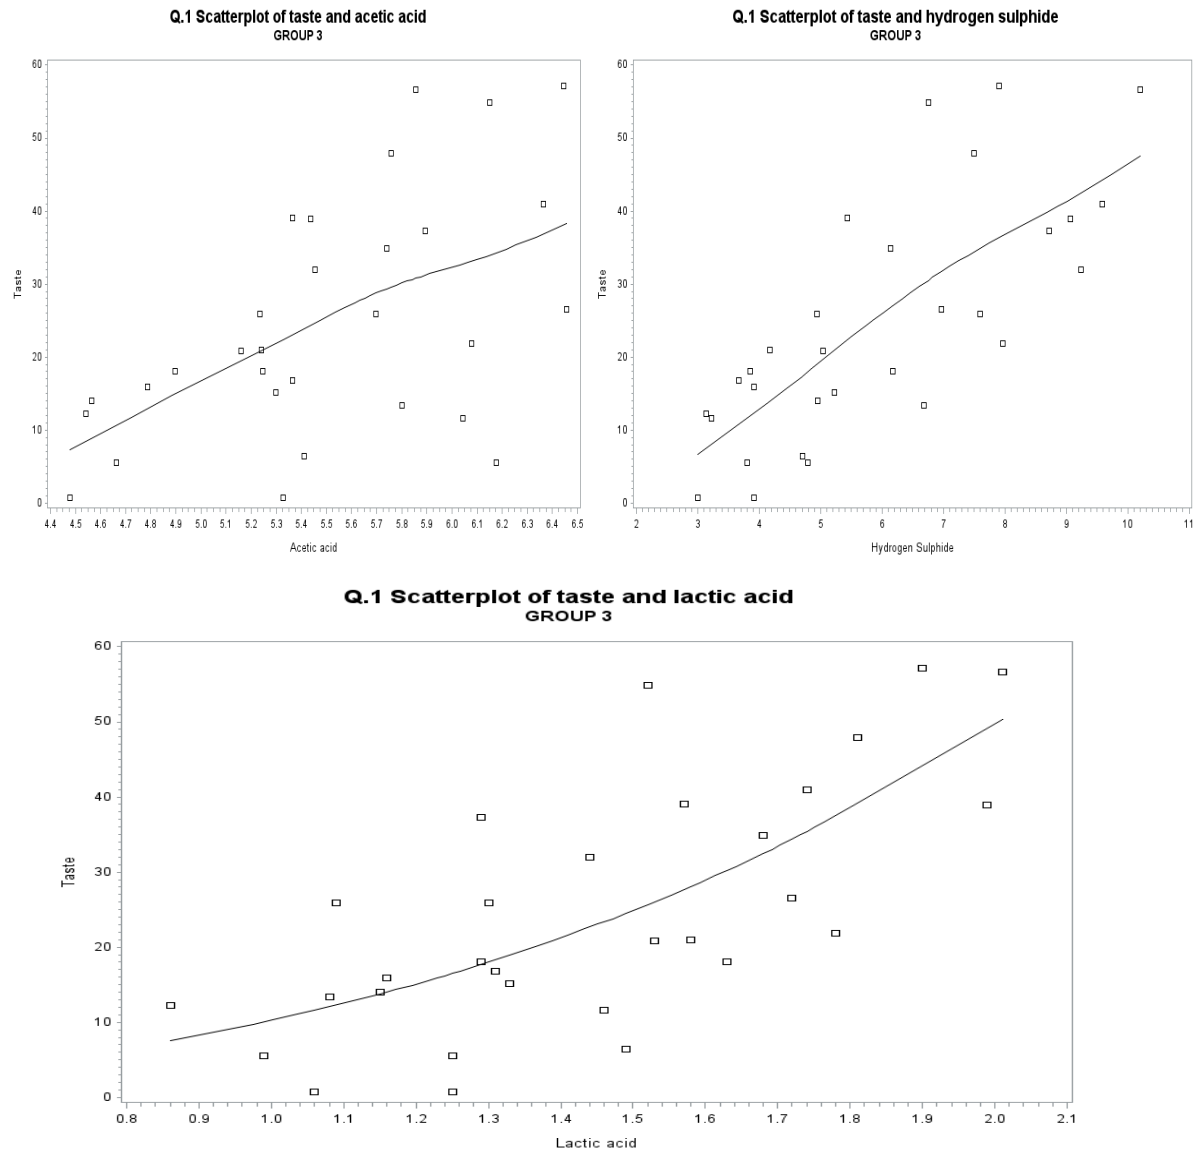 Q.1 Scatterplot of taste and acetic acid
GROUP 3
60
50
40
30
20
10
0
Taste
4.4 4.5 4.6 4.7 4.8 4.9 5.0 5.1 5.2 5.3 5.4 5.5 5.6 5.7 5.8 5.9 6.0 6.1 6.2 6.3 6.4 6.5
Acetic acid
Q.1 Scatterplot of taste and hydrogen sulphide
GROUP 3
60
50
40
30
20
10
0
Taste
2 3 4 5 6 7 8 9 10 11
Hydrogen Sulphide
Q.1 Scatterplot of taste and lactic acid
GROUP 3
60
50
40
30
20
10
0
Taste
0.8 0.9 1.0 1.1 1.2 1.3 1.4 1.5 1.6 1.7 1.8 1.9 2.0 2.1
Lactic acid